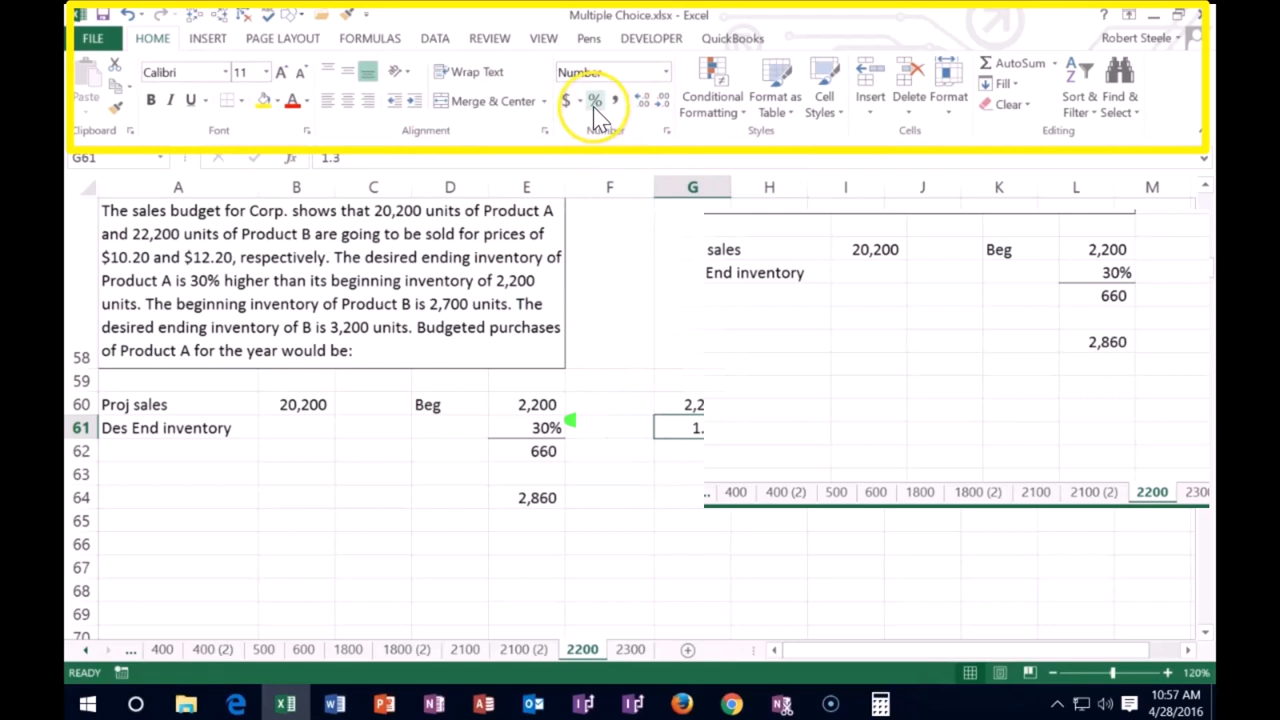 Multiple Choice.xlsx - Excel
FILE HOME INSERT PAGE LAYOUT FORMULAS DATA REVIEW VIEW Pens DEVELOPER QuickBooks Robert Steele
Calibri 11 Wrap Text Number Conditional Format as Cell Insert Delete Format AutoSum Sort & Find &
Paste B I U Merge & Center $ % Formatting Table Styles Fill Filter Select
Clear
Clipboard Font Alignment Number Styles Cells Editing
G61 fx 1.3
A B C D E F G H I J K L M
The sales budget for Corp. shows that 20,200 units of Product A
and 22,200 units of Product B are going to be sold for prices of
$10.20 and $12.20, respectively. The desired ending inventory of
Product A is 30% higher than its beginning inventory of 2,200
units. The beginning inventory of Product B is 2,700 units. The
desired ending inventory of B is 3,200 units. Budgeted purchases
58 of Product A for the year would be:
sales 20,200 Beg 2,200
End inventory 30%
660
2,860
59
60 Proj sales 20,200 Beg 2,200 2,2
61 Des End inventory 30% 1.
62 660
63
64 2,860
65
66
67
68
69
70
... 400 400 (2) 500 600 1800 1800 (2) 2100 2100 (2) 2200 2300
... 400 400 (2) 500 600 1800 1800 (2) 2100 2100 (2) 2200 2300
READY 120%
10:57 AM
4/28/2016